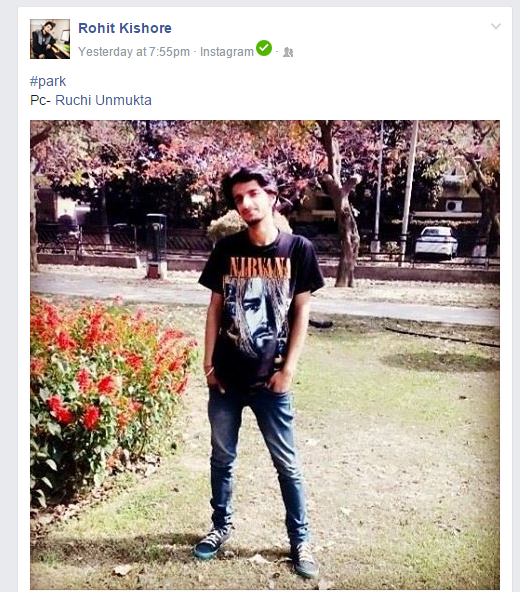 Rohit Kishore
Yesterday at 7:55pm · Instagram ·
#park
Pc- Ruchi Unmukta
NIRVANA